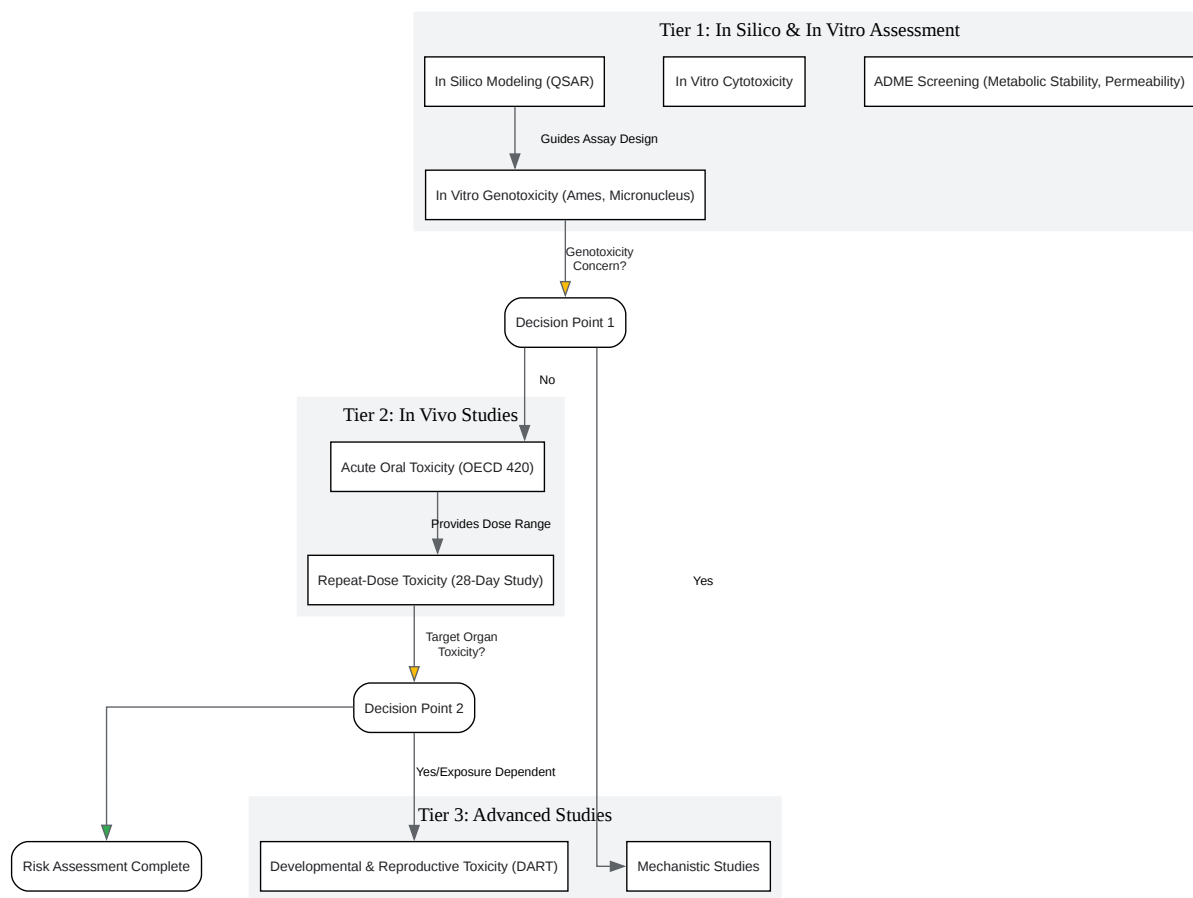 Tier 1: In Silico & In Vitro Assessment
In Silico Modeling (QSAR)
In Vitro Cytotoxicity
ADME Screening (Metabolic Stability, Permeability)
Guides Assay Design
In Vitro Genotoxicity (Ames, Micronucleus)
Genotoxicity
Concern?
Decision Point 1
No
Tier 2: In Vivo Studies
Acute Oral Toxicity (OECD 420)
Provides Dose Range
Repeat-Dose Toxicity (28-Day Study)
Yes
Target Organ
Toxicity?
Decision Point 2
Yes/Exposure Dependent
Tier 3: Advanced Studies
Risk Assessment Complete
Developmental & Reproductive Toxicity (DART)
Mechanistic Studies